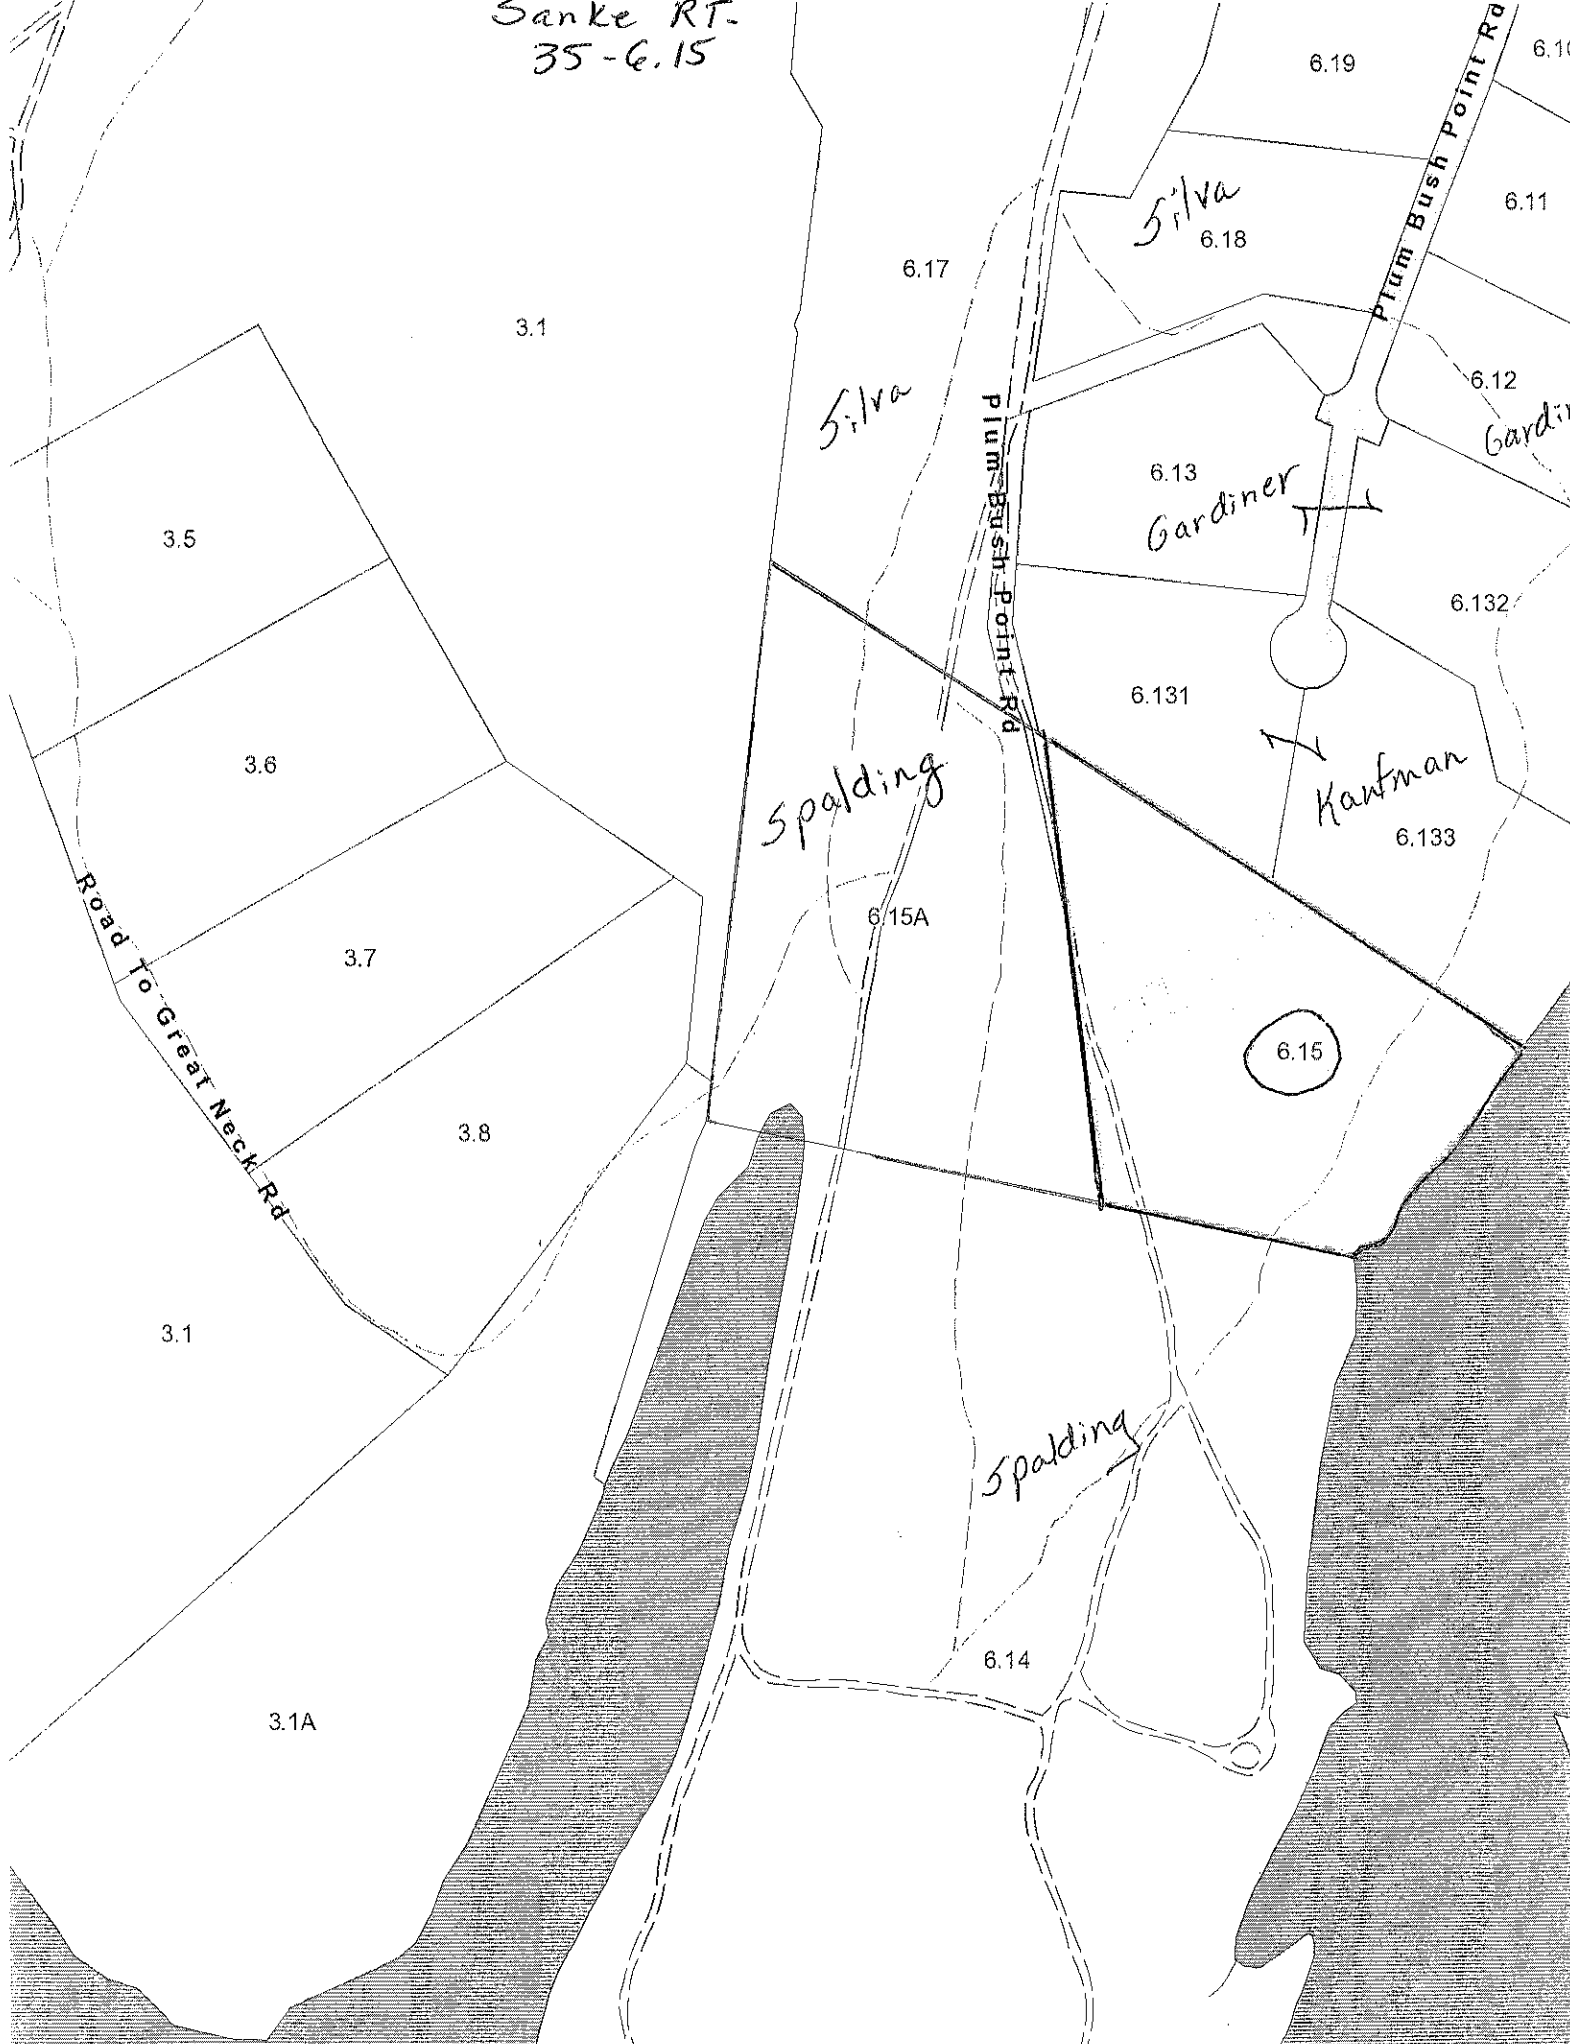 Sanke RT.
35-6.15
6.19
6.10
Plum Bush Point Rd
6.11
Silva
6.18
6.17
3.1
6.12
Silva
Plum Bush Point Rd
6.13
Gardiner
3.5
6.132
6.131
3.6
Spalding
Kaufman
6.133
6.15A
Road To Great Neck Rd
3.7
6.15
3.8
3.1
Spalding
6.14
3.1A